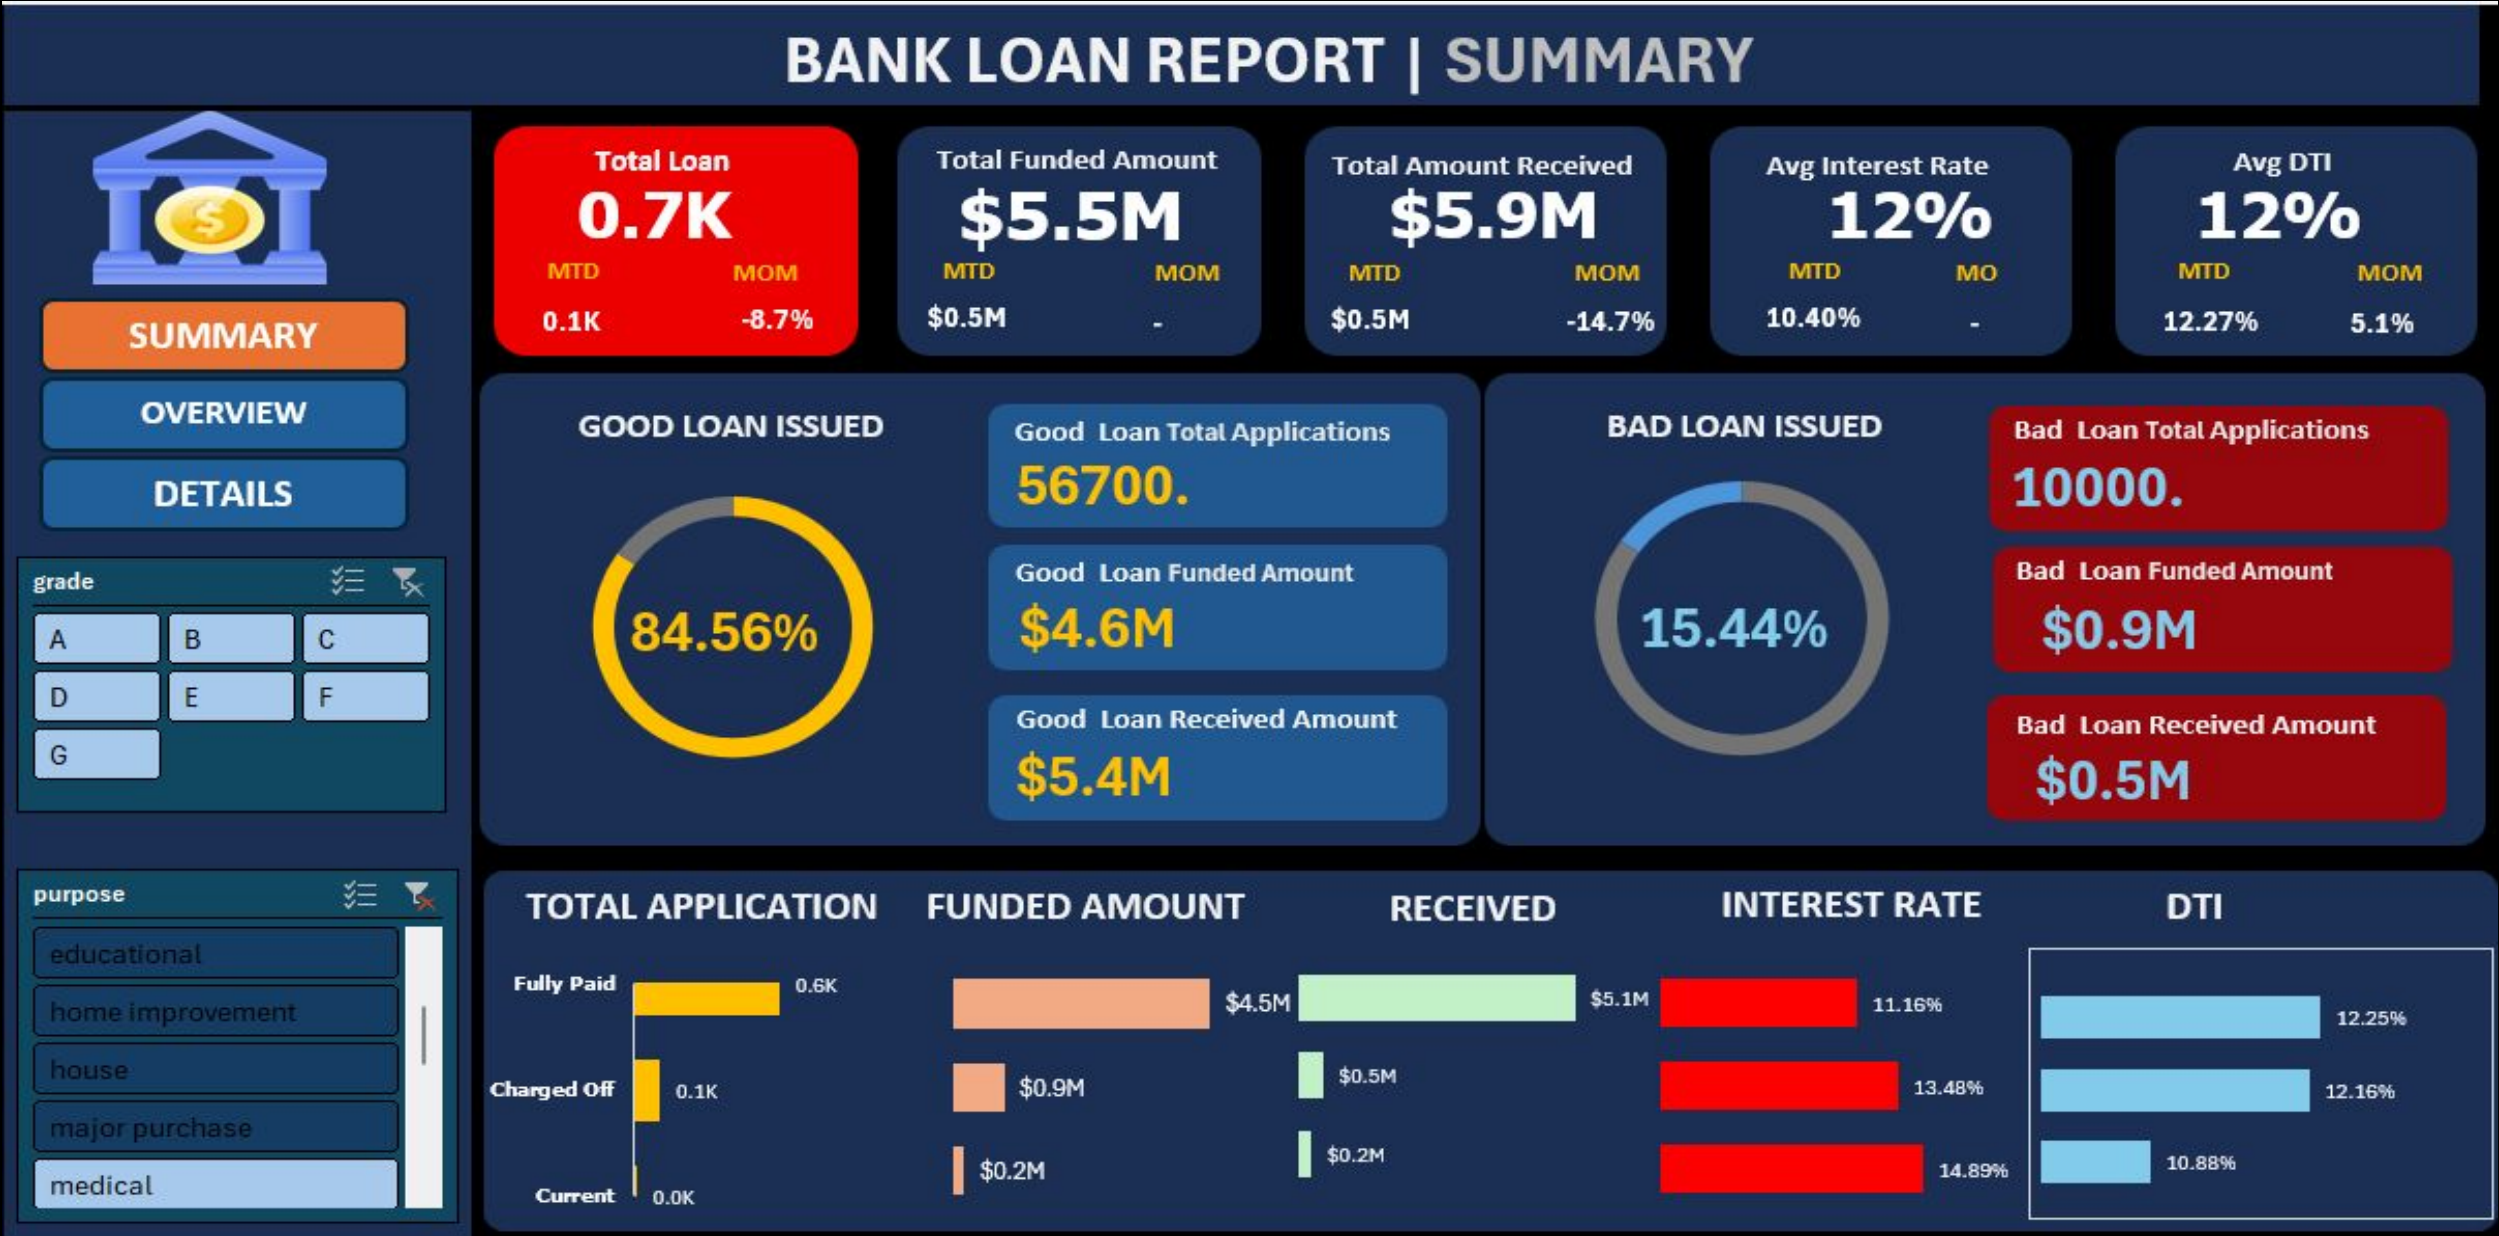 BANK LOAN REPORT | SUMMARY
SUMMARY
OVERVIEW
DETAILS
grade
A B C
D E F
G
purpose
educational
home improvement
house
major purchase
medical
Total Loan
0.7K
MTD MOM
0.1K -8.7%
Total Funded Amount
$5.5M
MTD MOM
$0.5M -
Total Amount Received
$5.9M
MTD MOM
$0.5M -14.7%
Avg Interest Rate
12%
MTD MO
10.40% -
Avg DTI
12%
MTD MOM
12.27% 5.1%
GOOD LOAN ISSUED
84.56%
Good Loan Total Applications
56700.
Good Loan Funded Amount
$4.6M
Good Loan Received Amount
$5.4M
BAD LOAN ISSUED
15.44%
Bad Loan Total Applications
10000.
Bad Loan Funded Amount
$0.9M
Bad Loan Received Amount
$0.5M
TOTAL APPLICATION
Fully Paid 0.6K
Charged Off 0.1K
Current 0.0K
FUNDED AMOUNT
$4.5M
$0.9M
$0.2M
RECEIVED
$5.1M
$0.5M
$0.2M
INTEREST RATE
11.16%
13.48%
14.89%
DTI
12.25%
12.16%
10.88%